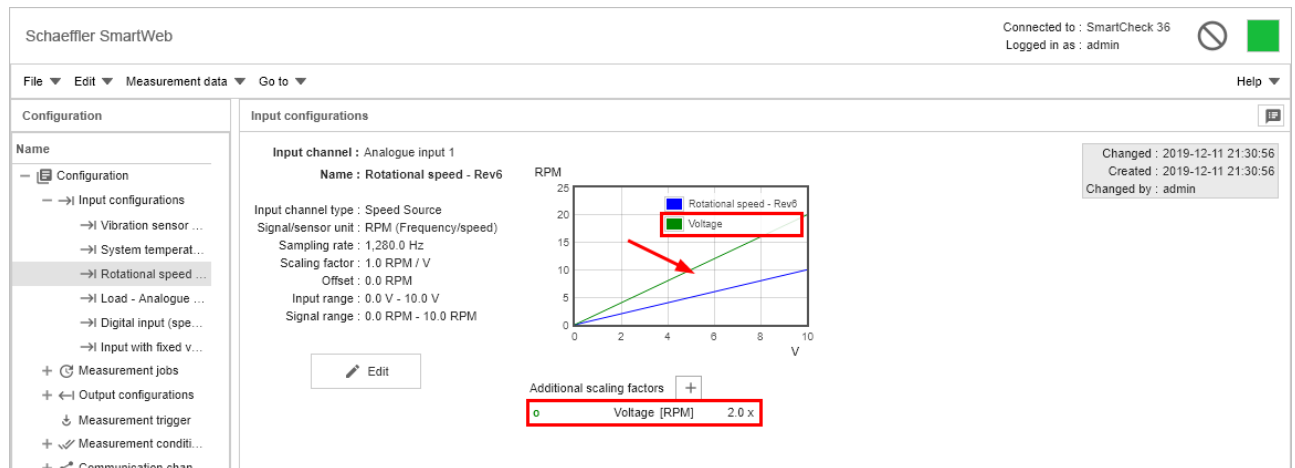 Schaeffler SmartWeb
Connected to : SmartCheck 36
Logged in as : admin
File Edit Measurement data Go to Help
Configuration
Input configurations
Name
Configuration
Input configurations
Vibration sensor ...
System temperat...
Rotational speed ...
Load - Analogue ...
Digital input (spe...
Input with fixed v...
Measurement jobs
Output configurations
Measurement trigger
Measurement conditi...
Communication chan
Input channel : Analogue input 1
Name : Rotational speed - Rev6
Input channel type : Speed Source
Signal/sensor unit : RPM (Frequency/speed)
Sampling rate : 1,280.0 Hz
Scaling factor : 1.0 RPM / V
Offset : 0.0 RPM
Input range : 0.0 V - 10.0 V
Signal range : 0.0 RPM - 10.0 RPM
Edit
RPM
25
20
15
10
5
0
0 2 4 6 8 10
V
Rotational speed - Rev6
Voltage
Additional scaling factors +
o Voltage [RPM] 2.0 x
Changed : 2019-12-11 21:30:56
Created : 2019-12-11 21:30:56
Changed by : admin